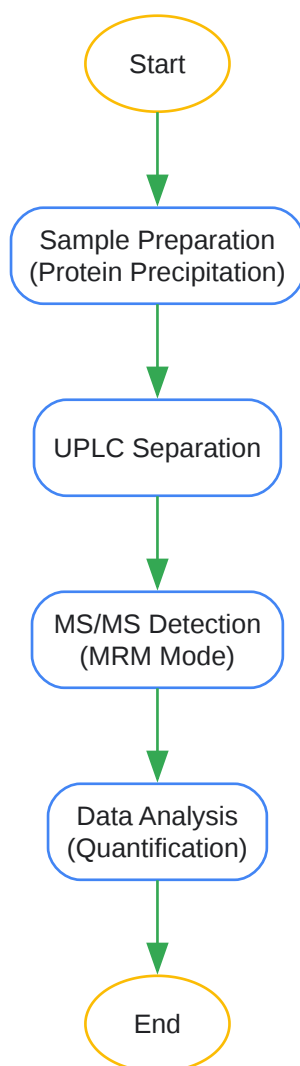 Start
Sample Preparation
(Protein Precipitation)
UPLC Separation
MS/MS Detection
(MRM Mode)
Data Analysis
(Quantification)
End